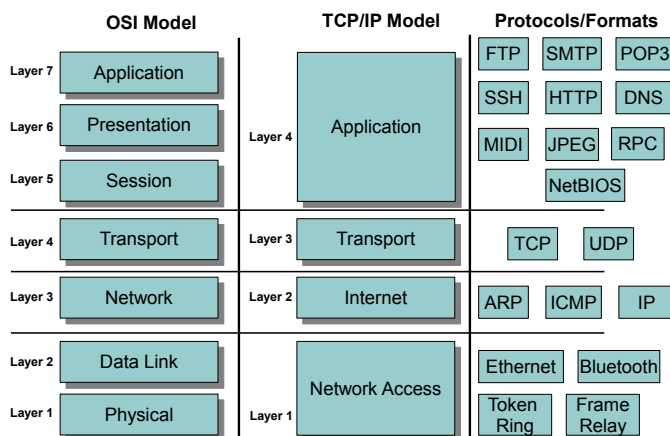 OSI Model
TCP/IP Model
Protocols/Formats
Layer 7
Application
Layer 6
Presentation
Layer 5
Session
Layer 4
Application
FTP
SMTP
POP3
SSH
HTTP
DNS
MIDI
JPEG
RPC
NetBIOS
Layer 4
Transport
Layer 3
Transport
TCP
UDP
Layer 3
Network
Layer 2
Internet
ARP
ICMP
IP
Layer 2
Data Link
Layer 1
Physical
Layer 1
Network Access
Ethernet
Bluetooth
Token
Ring
Frame
Relay